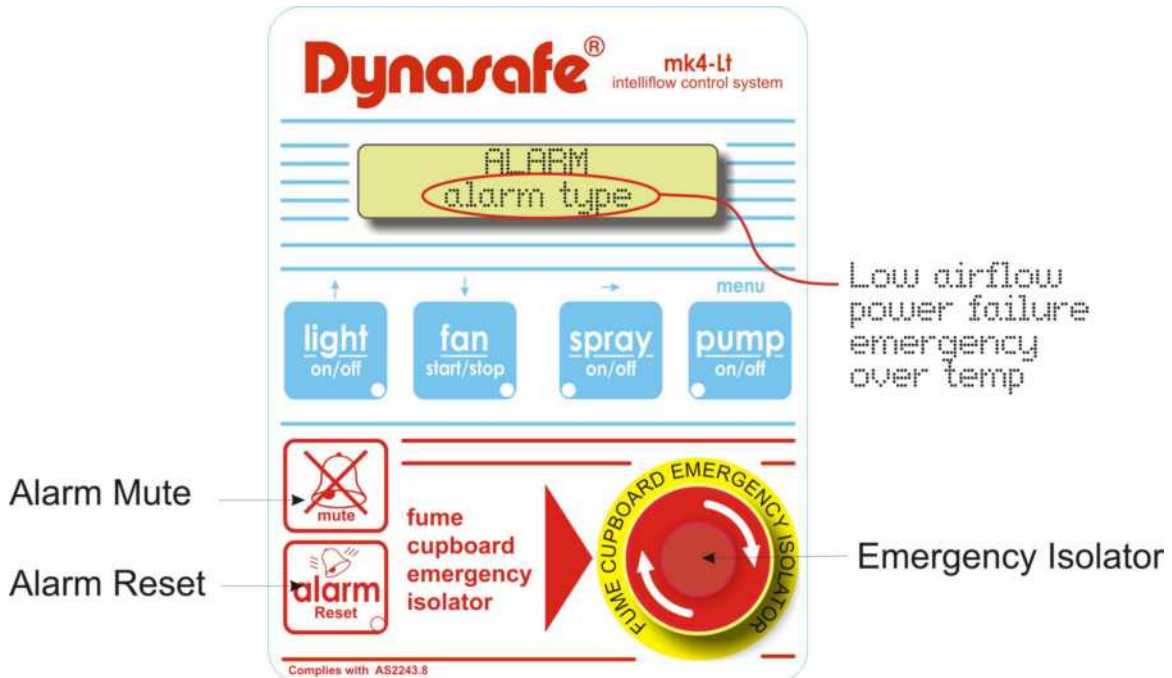 Dynasafe®
mk4-Lt
intelliflow control system
ALARM
alarm type
Low airflow
power failure
emergency
over temp
↑
↓
→
menu
light
on/off
fan
start/stop
spray
on/off
pump
on/off
Alarm Mute
mute
Alarm Reset
alarm
Reset
fume
cupboard
emergency
isolator
FUME CUPBOARD EMERGENCY ISOLATOR
Emergency Isolator
Complies with AS2243.8